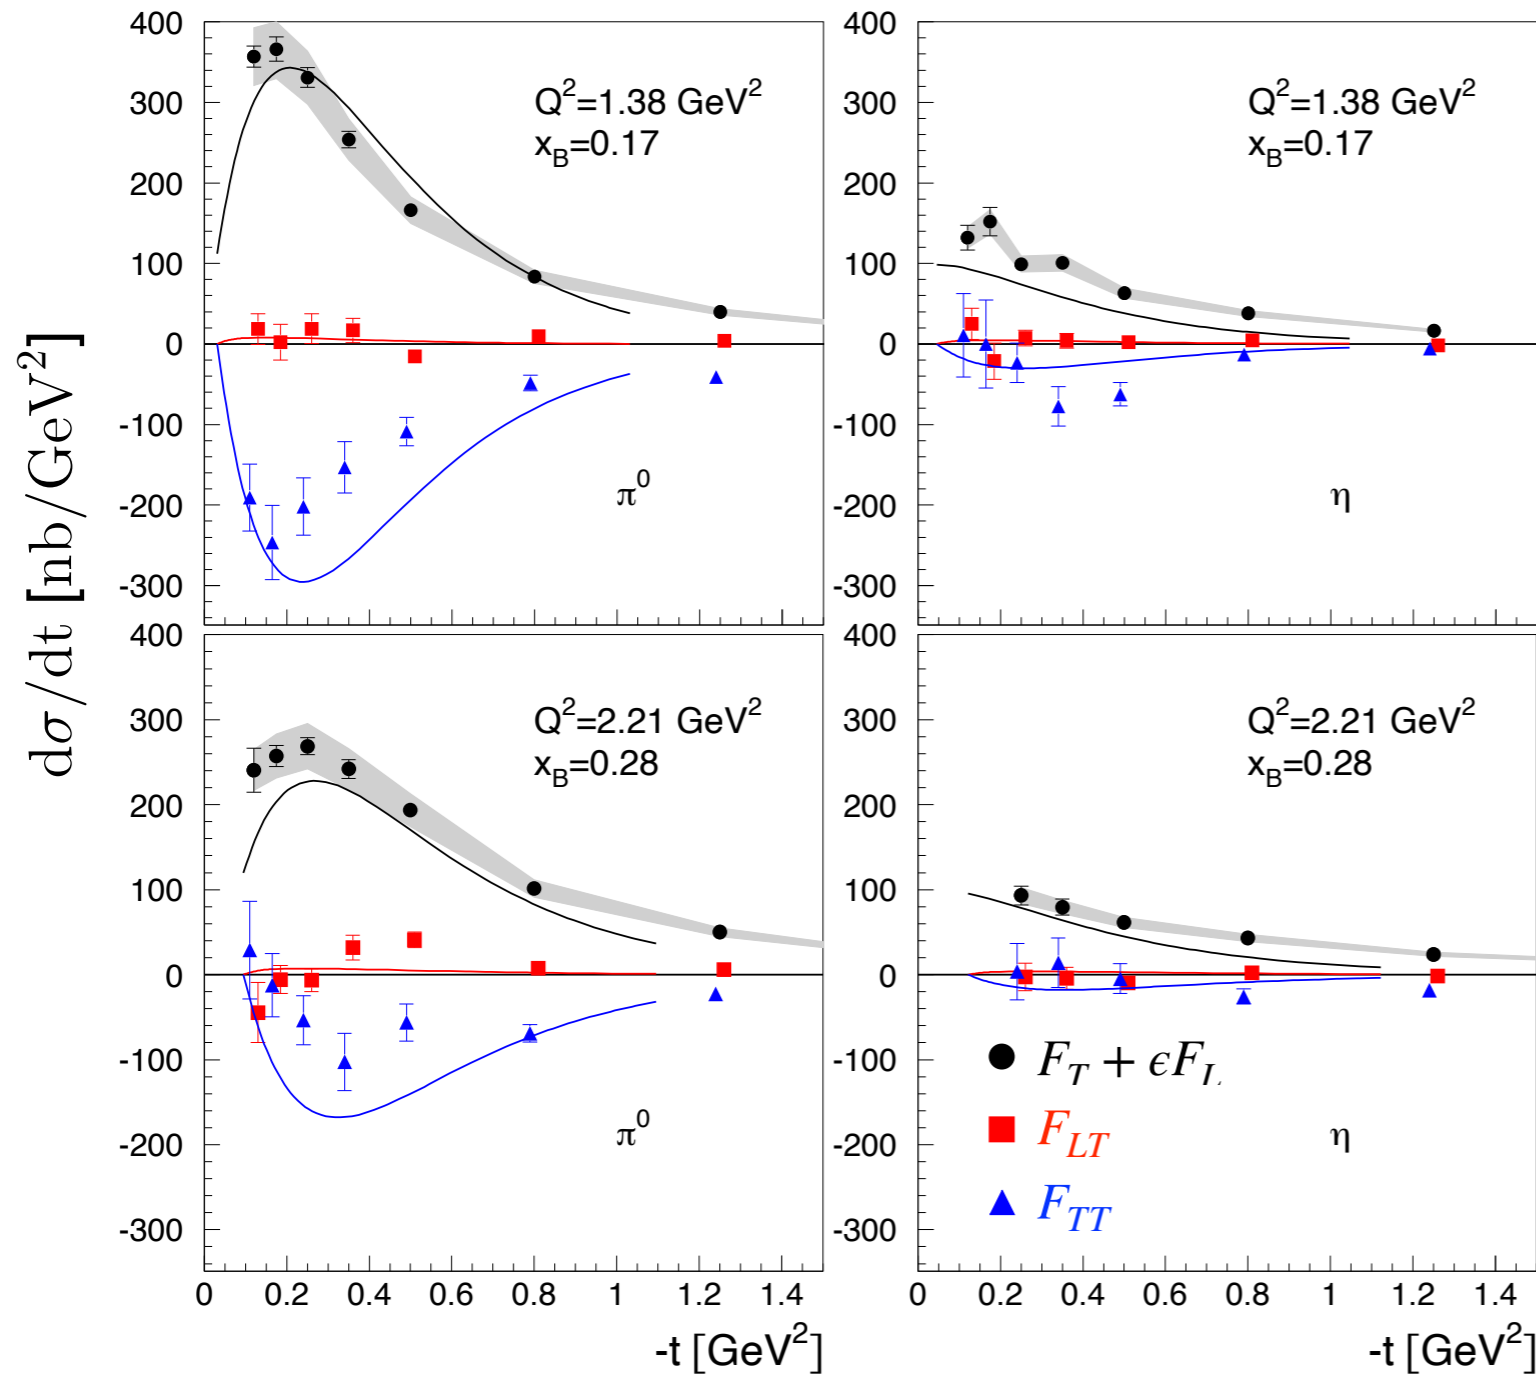 dσ/dt [nb/GeV²]
400
300
200
100
0
-100
-200
-300
Q²=1.38 GeV²
x_B=0.17
π⁰
400
300
200
100
0
-100
-200
-300
Q²=1.38 GeV²
x_B=0.17
η
400
300
200
100
0
-100
-200
-300
Q²=2.21 GeV²
x_B=0.28
π⁰
0 0.2 0.4 0.6 0.8 1 1.2 1.4
-t [GeV²]
400
300
200
100
0
-100
-200
-300
Q²=2.21 GeV²
x_B=0.28
F_T + ϵF_L
F_LT
F_TT
η
0 0.2 0.4 0.6 0.8 1 1.2 1.4
-t [GeV²]